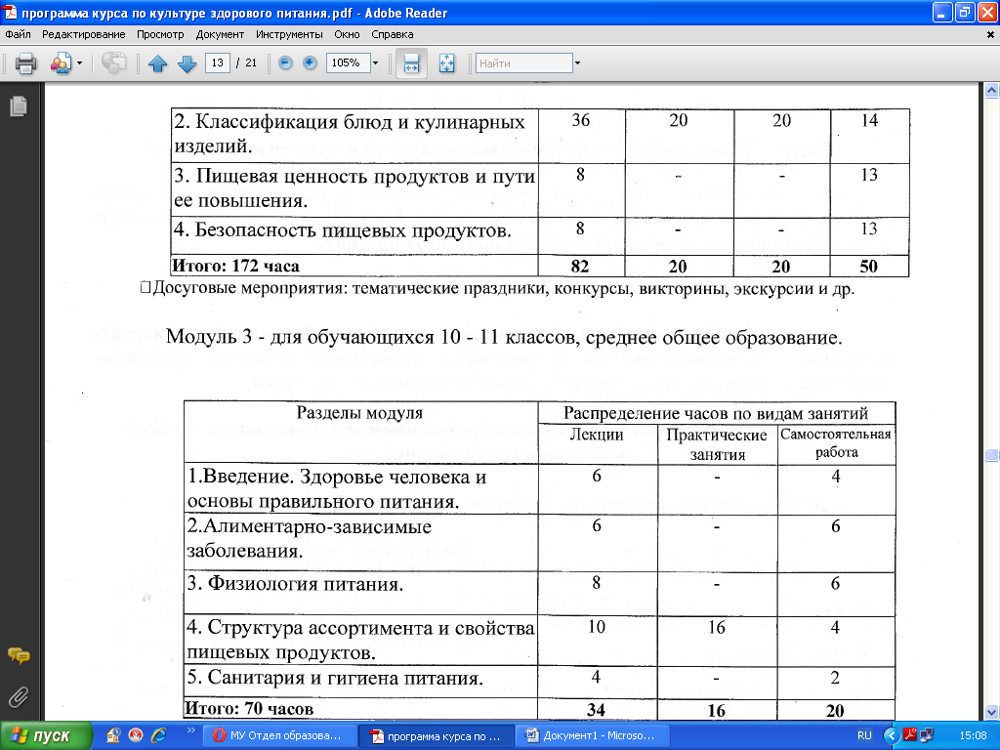 программа курса по культуре здорового питания.pdf - Adobe Reader
Файл Редактирование Просмотр Документ Инструменты Окно Справка
13 / 21 105% Найти
2. Классификация блюд и кулинарных изделий. 36 20 20 14
3. Пищевая ценность продуктов и пути ее повышения. 8 - - 13
4. Безопасность пищевых продуктов. 8 - - 13
Итого: 172 часа 82 20 20 50
Досуговые мероприятия: тематические праздники, конкурсы, викторины, экскурсии и др.
Модуль 3 - для обучающихся 10 - 11 классов, среднее общее образование.
Разделы модуля Распределение часов по видам занятий
Лекции Практические занятия Самостоятельная работа
1.Введение. Здоровье человека и основы правильного питания. 6 - 4
2.Алиментарно-зависимые заболевания. 6 - 6
3. Физиология питания. 8 - 6
4. Структура ассортимента и свойства пищевых продуктов. 10 16 4
5. Санитария и гигиена питания. 4 - 2
Итого: 70 часов 34 16 20
пуск МУ Отдел образова... программа курса по ... Документ1 - Microso... RU 15:08